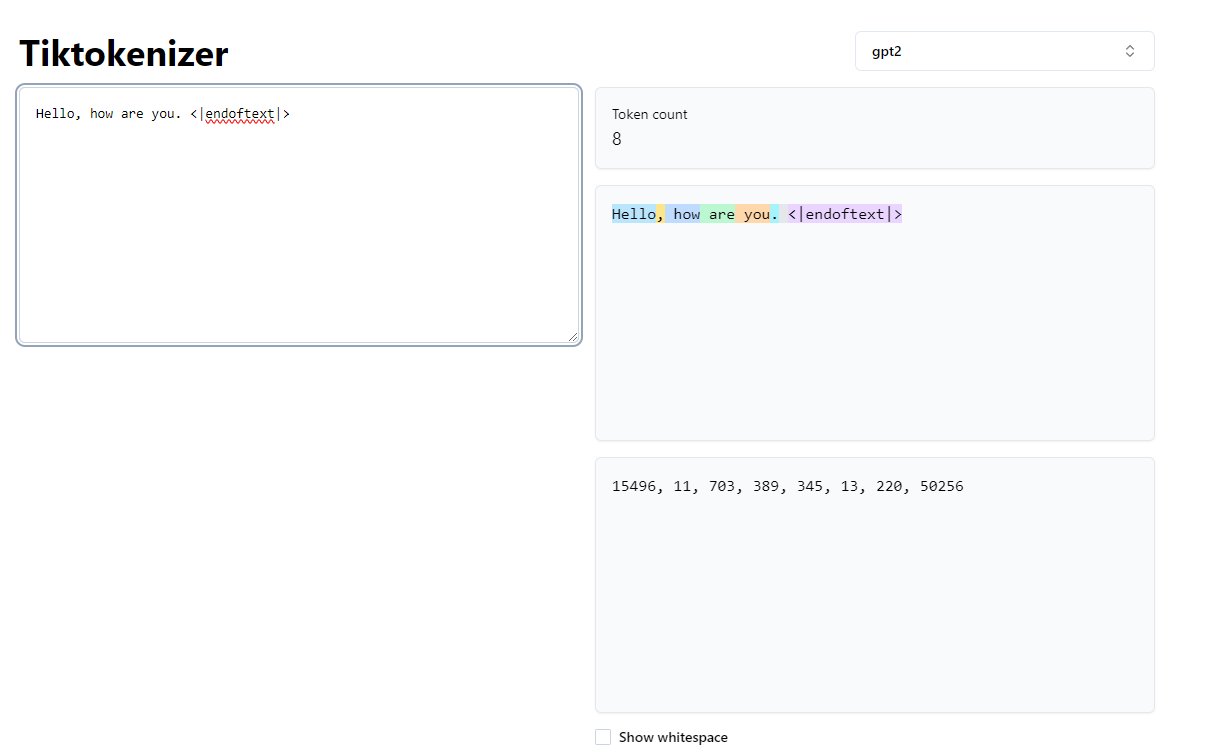 Tiktokenizer
gpt2
Hello, how are you. <|endoftext|>
Token count
8
Hello, how are you. <|endoftext|>
15496, 11, 703, 389, 345, 13, 220, 50256
Show whitespace